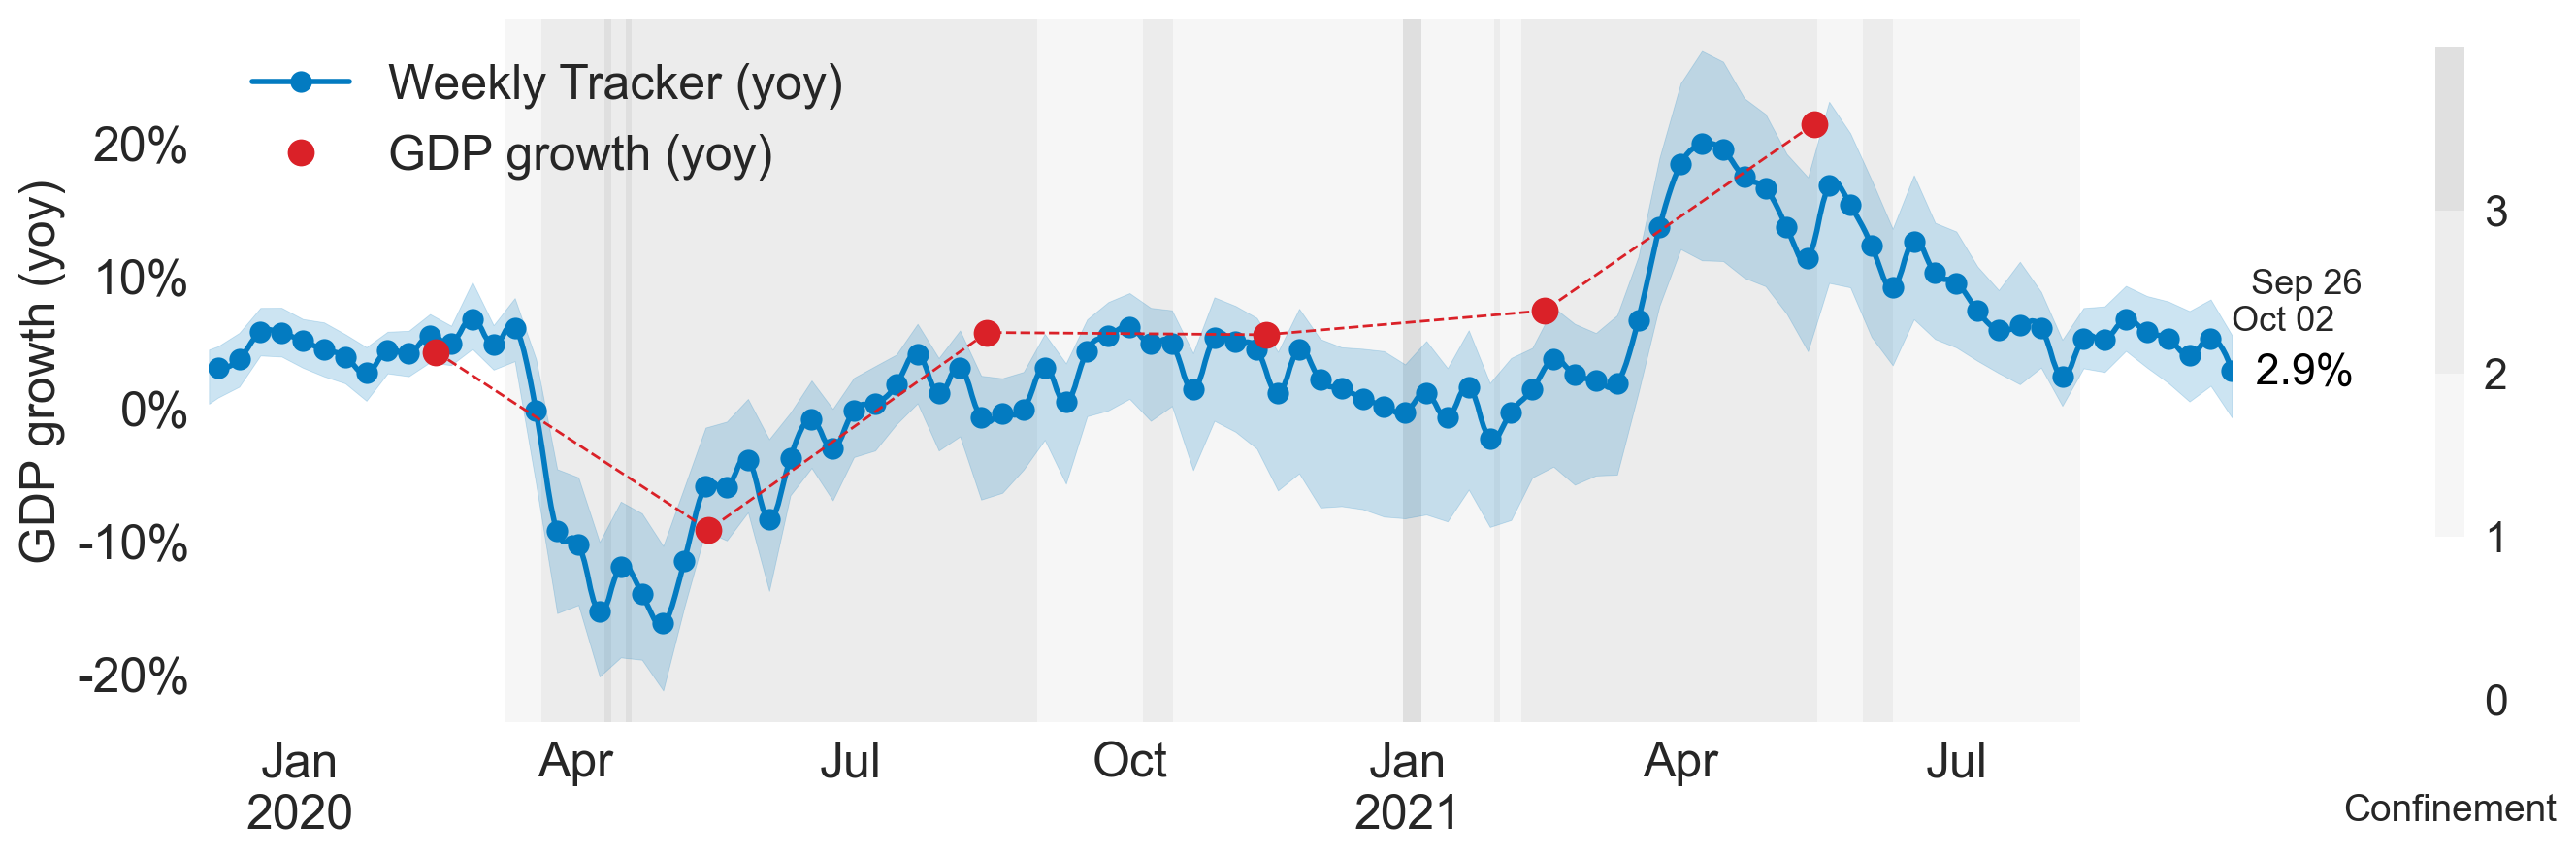 Weekly Tracker (yoy)
GDP growth (yoy)
GDP growth (yoy)
20%
10%
0%
-10%
-20%
Jan
2020
Apr
Jul
Oct
Jan
2021
Apr
Jul
Sep 26
Oct 02
2.9%
3
2
1
0
Confinement